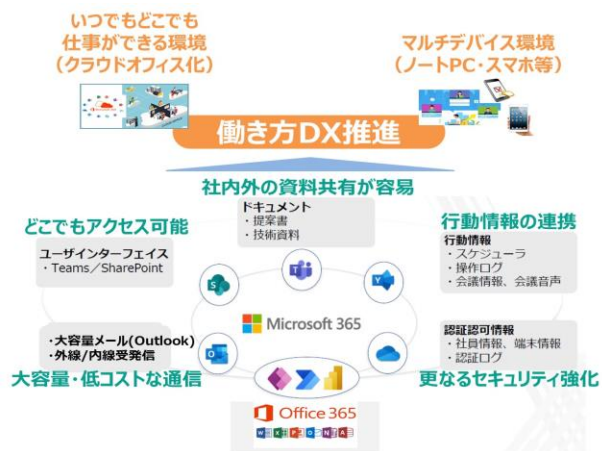 いつでもどこでも
仕事ができる環境
（クラウドオフィス化）
マルチデバイス環境
（ノートPC・スマホ等）
働き方DX推進
社内外の資料共有が容易
ドキュメント
・提案書
・技術資料
どこでもアクセス可能
ユーザインターフェイス
・Teams／SharePoint
行動情報の連携
行動情報
・スケジューラ
・操作ログ
・会議情報、会議音声
Microsoft 365
・大容量メール(Outlook)
・外線/内線受発信
大容量・低コストな通信
認証認可情報
・社員情報、端末情報
・認証ログ
更なるセキュリティ強化
Office 365